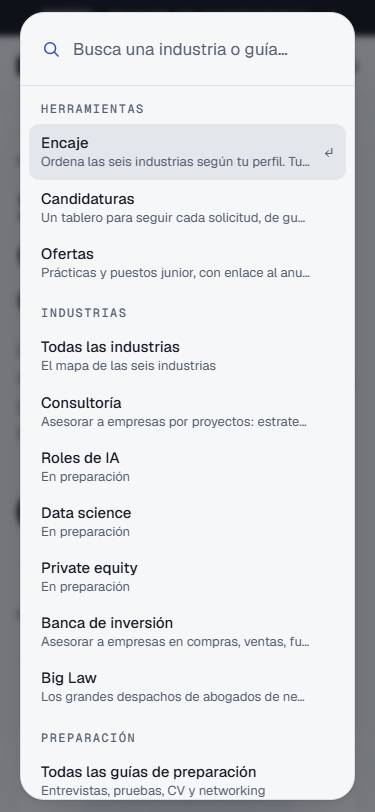 Busca una industria o guía…
HERRAMIENTAS
Encaje
Ordena las seis industrias según tu perfil. Tu…
Candidaturas
Un tablero para seguir cada solicitud, de gu…
Ofertas
Prácticas y puestos junior, con enlace al anu…
INDUSTRIAS
Todas las industrias
El mapa de las seis industrias
Consultoría
Asesorar a empresas por proyectos: estrate…
Roles de IA
En preparación
Data science
En preparación
Private equity
En preparación
Banca de inversión
Asesorar a empresas en compras, ventas, fu…
Big Law
Los grandes despachos de abogados de ne…
PREPARACIÓN
Todas las guías de preparación
Entrevistas, pruebas, CV y networking